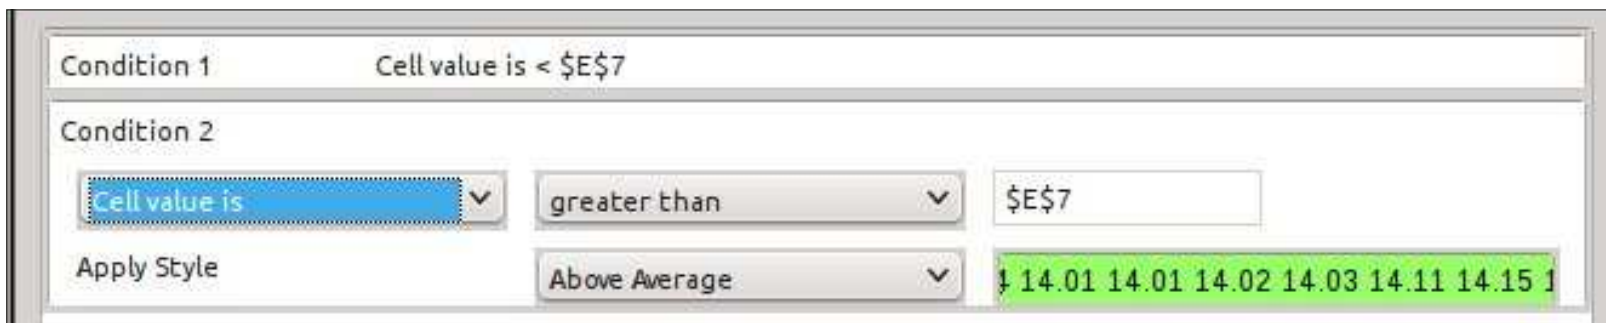 Condition 1 Cell value is < $E$7
Condition 2
Cell value is greater than $E$7
Apply Style Above Average 14.01 14.01 14.02 14.03 14.11 14.15